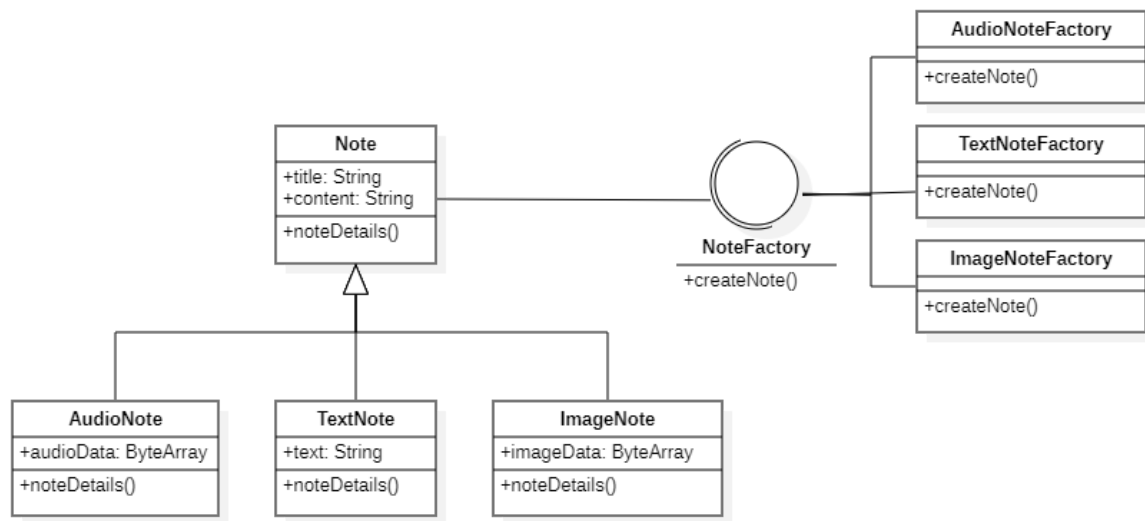 AudioNoteFactory
+createNote()
TextNoteFactory
+createNote()
ImageNoteFactory
+createNote()
Note
+title: String
+content: String
+noteDetails()
NoteFactory
+createNote()
AudioNote
+audioData: ByteArray
+noteDetails()
TextNote
+text: String
+noteDetails()
ImageNote
+imageData: ByteArray
+noteDetails()